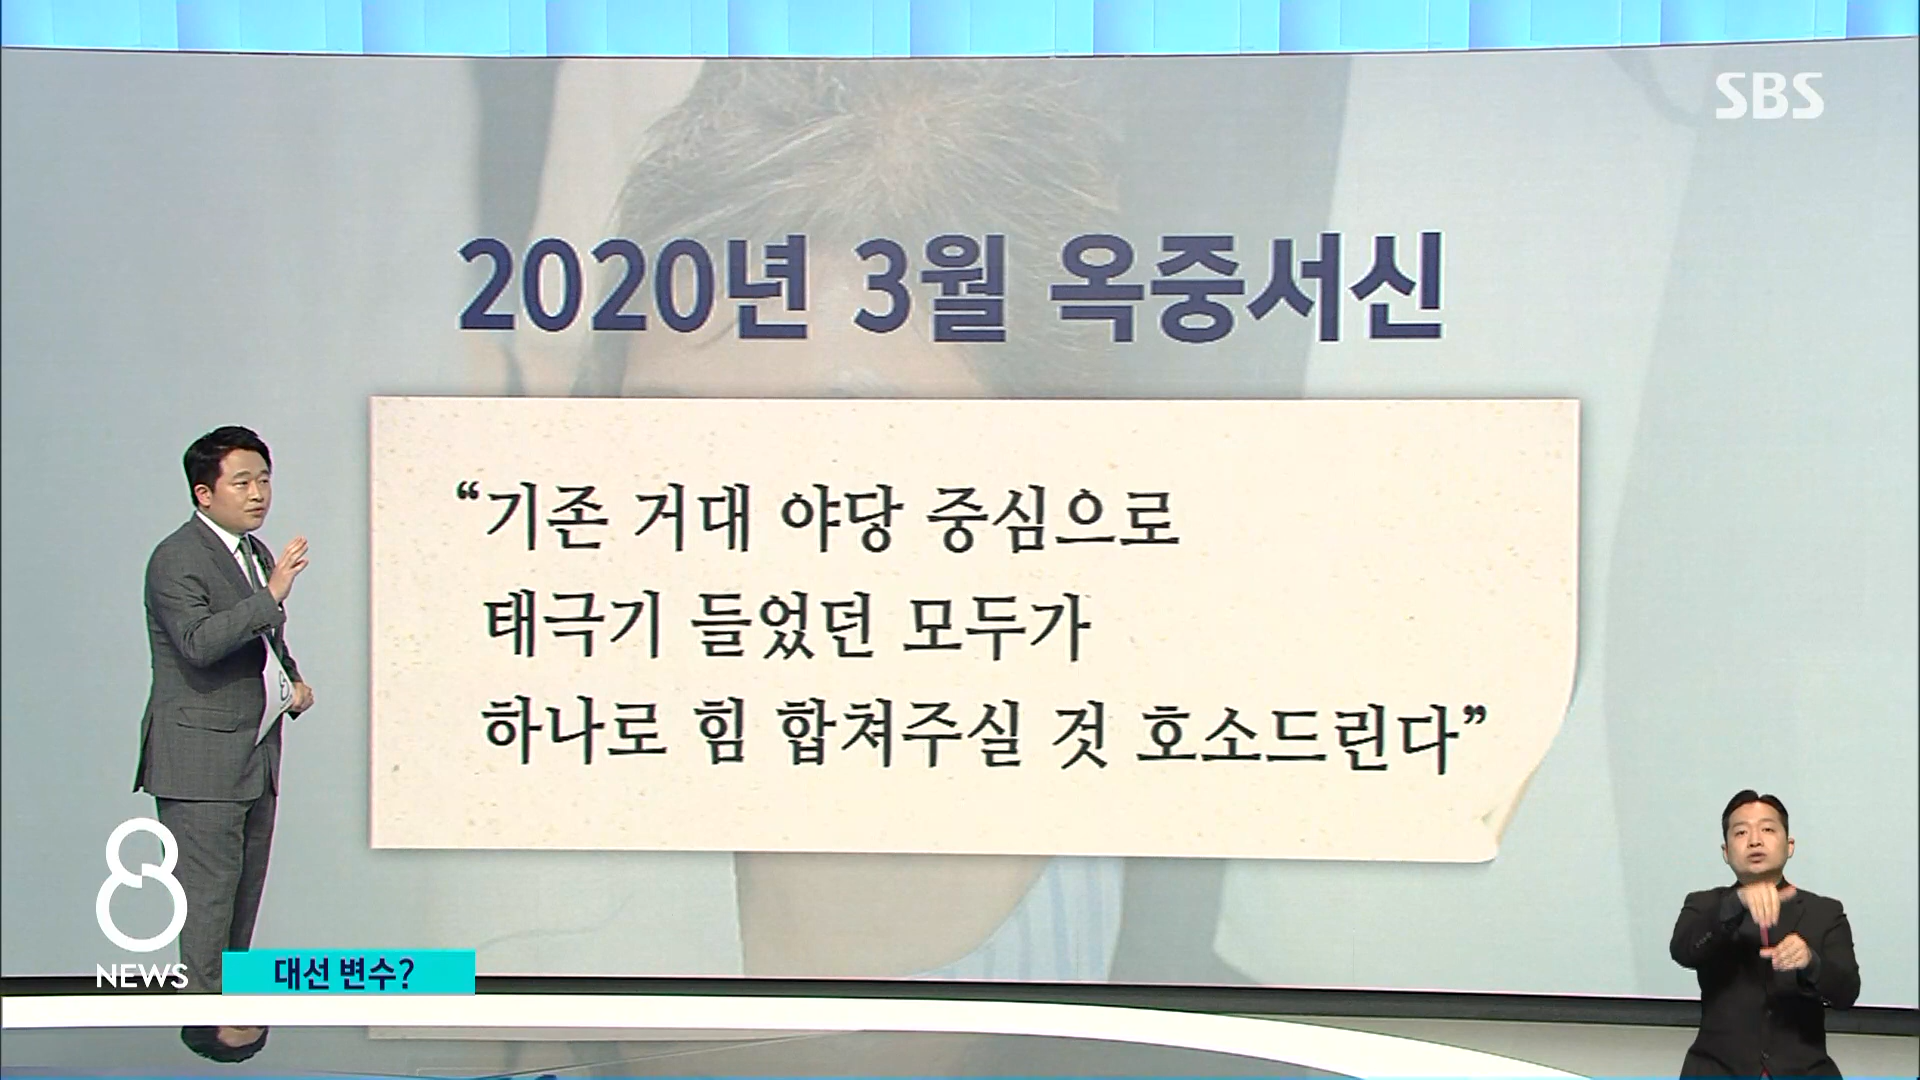 SBS
2020년 3월 옥중서신
“기존 거대 야당 중심으로
태극기 들었던 모두가
하나로 힘 합쳐주실 것 호소드린다”
8
NEWS
대선 변수?